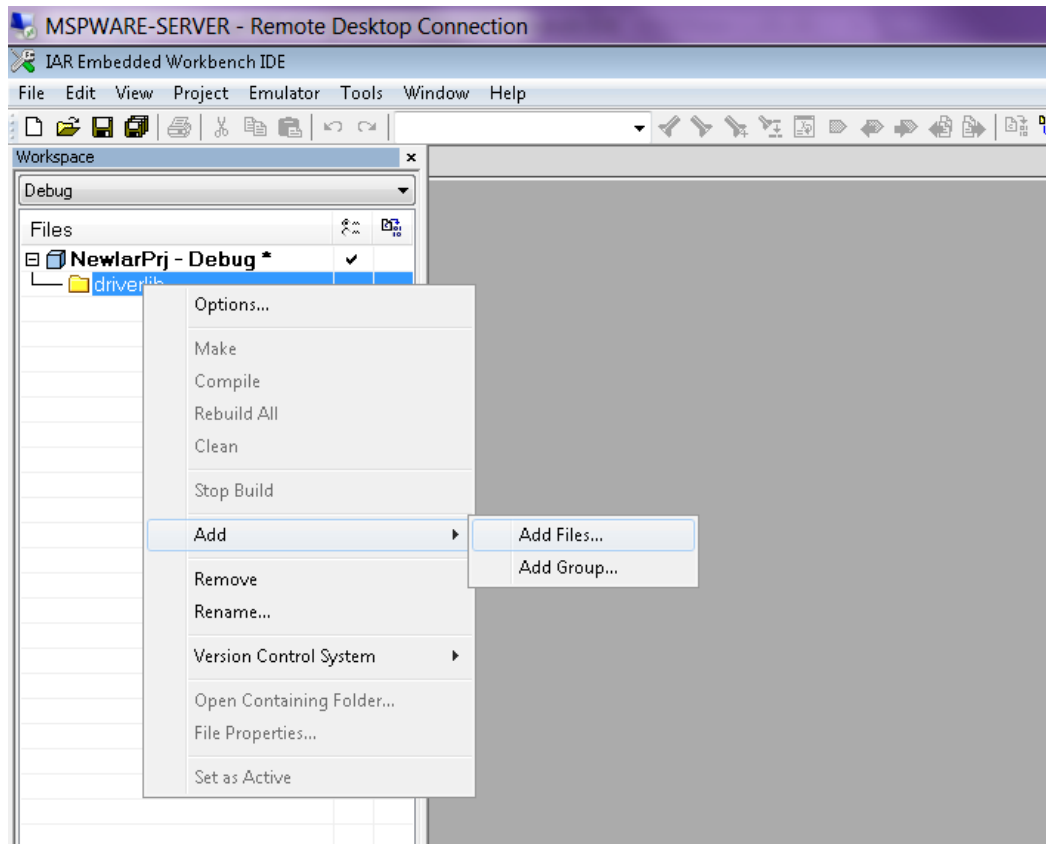 MSPWARE-SERVER - Remote Desktop Connection
IAR Embedded Workbench IDE
File Edit View Project Emulator Tools Window Help
Workspace
Debug
Files
NewIarPrj - Debug *
driverlib
Options...
Make
Compile
Rebuild All
Clean
Stop Build
Add
Add Files...
Add Group...
Remove
Rename...
Version Control System
Open Containing Folder...
File Properties...
Set as Active